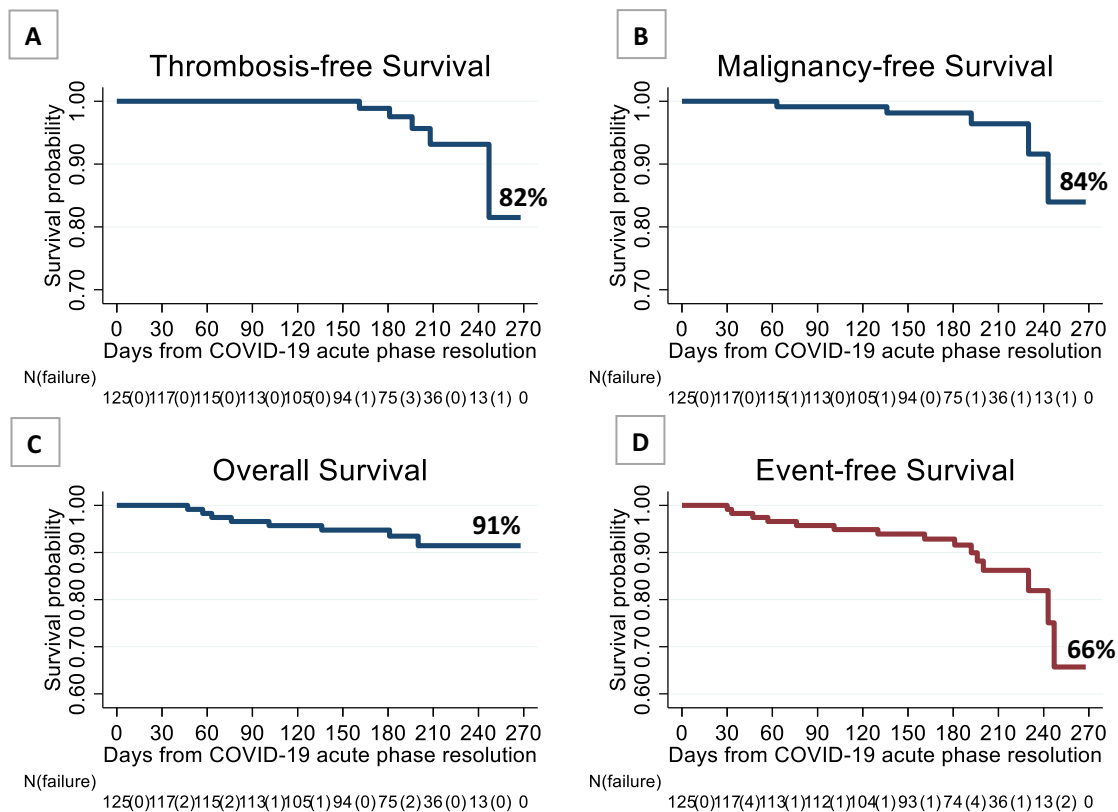 A
Thrombosis-free Survival
Survival probability
1.00
0.90
0.80
0.70
82%
0 30 60 90 120 150 180 210 240 270
Days from COVID-19 acute phase resolution
N(failure)
125(0)117(0)115(0)113(0)105(0) 94 (1) 75 (3) 36 (0) 13 (1) 0
B
Malignancy-free Survival
Survival probability
1.00
0.90
0.80
0.70
84%
0 30 60 90 120 150 180 210 240 270
Days from COVID-19 acute phase resolution
N(failure)
125(0)117(0)115(1)113(0)105(1) 94 (0) 75 (1) 36 (1) 13 (1) 0
C
Overall Survival
Survival probability
1.00
0.90
0.80
0.70
0.60
91%
0 30 60 90 120 150 180 210 240 270
Days from COVID-19 acute phase resolution
N(failure)
125(0)117(2)115(2)113(1)105(1) 94 (0) 75 (2) 36 (0) 13 (0) 0
D
Event-free Survival
Survival probability
1.00
0.90
0.80
0.70
0.60
66%
0 30 60 90 120 150 180 210 240 270
Days from COVID-19 acute phase resolution
N(failure)
125(0)117(4)113(1)112(1)104(1) 93 (1) 74 (4) 36 (1) 13 (2) 0